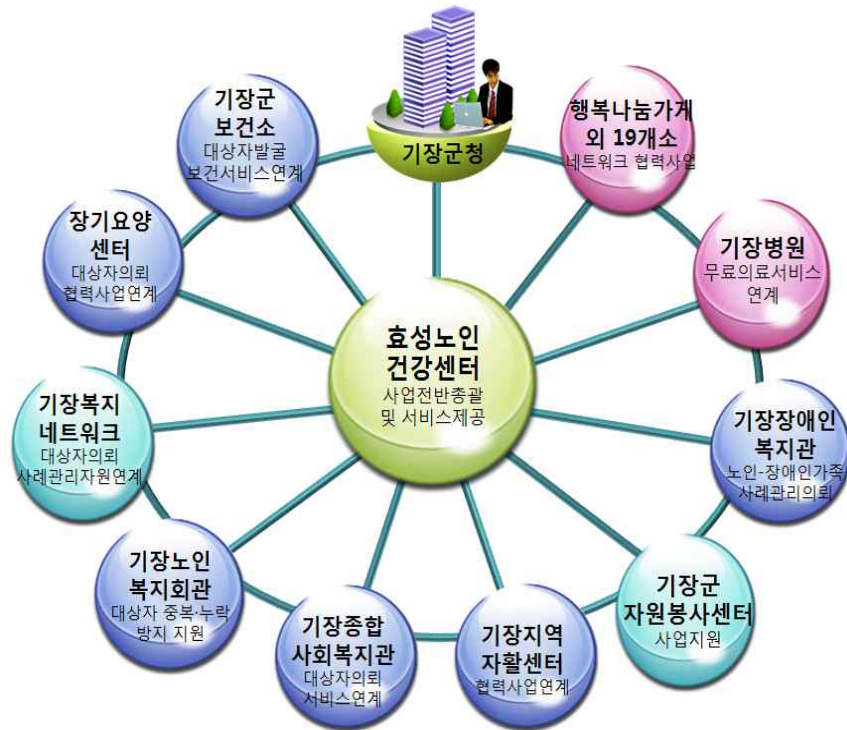 기장군청
행복나눔가게
외 19개소
네트워크 협력사업
기장병원
무료의료서비스
연계
기장장애인
복지관
노인-장애인가족
사례관리의뢰
기장군
자원봉사센터
사업지원
기장지역
자활센터
협력사업연계
기장종합
사회복지관
대상자의뢰
서비스연계
기장노인
복지회관
대상자 중복·누락
방지 지원
기장복지
네트워크
대상자의뢰
사례관리자원연계
장기요양
센터
대상자의뢰
협력사업연계
기장군
보건소
대상자발굴
보건서비스연계
효성노인
건강센터
사업전반총괄
및 서비스제공